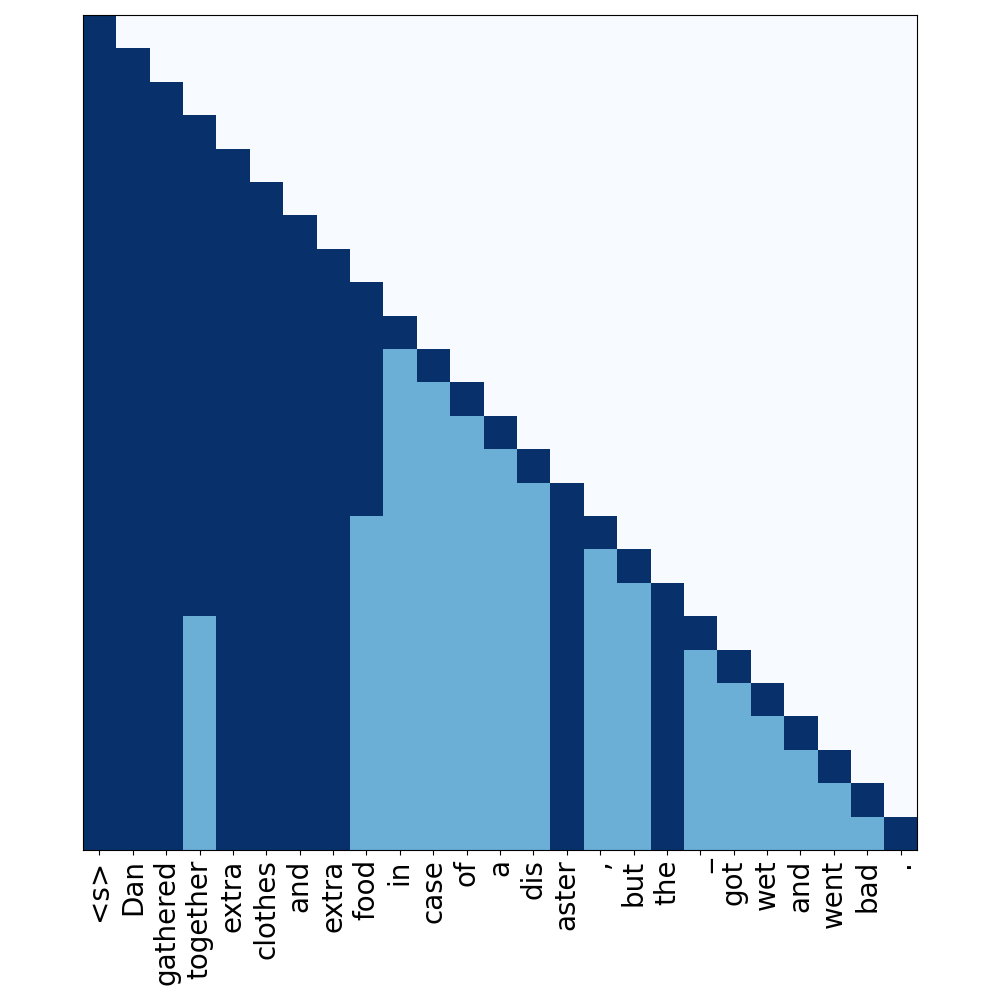 <s> Dan gathered together extra clothes and extra food in case of a dis aster , but the _ got wet and went bad .